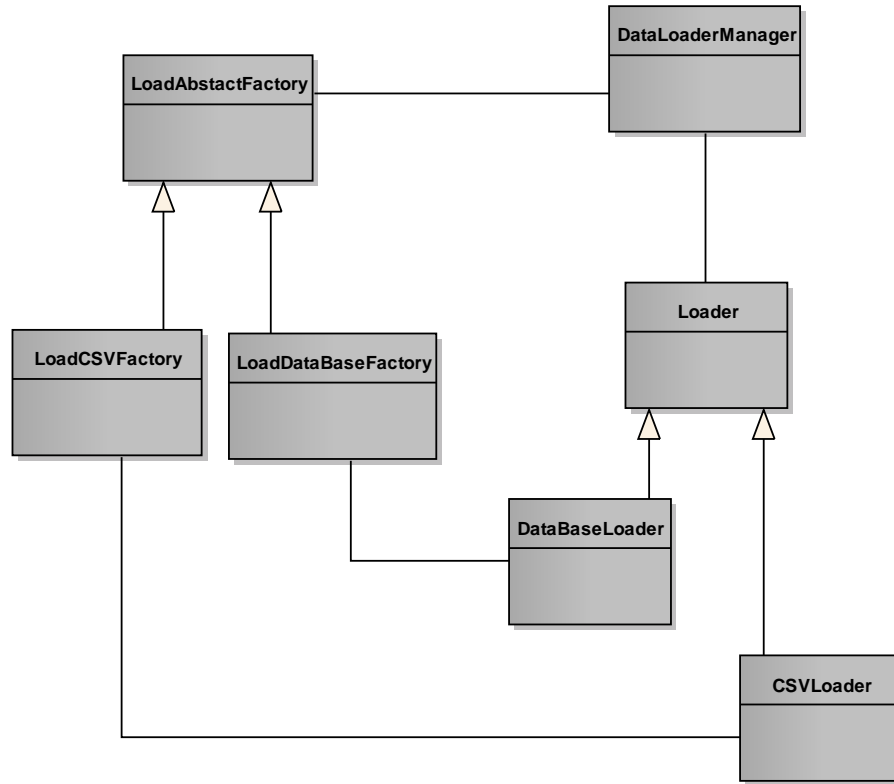 DataLoaderManager
LoadAbstactFactory
Loader
LoadCSVFactory
LoadDataBaseFactory
DataBaseLoader
CSVLoader